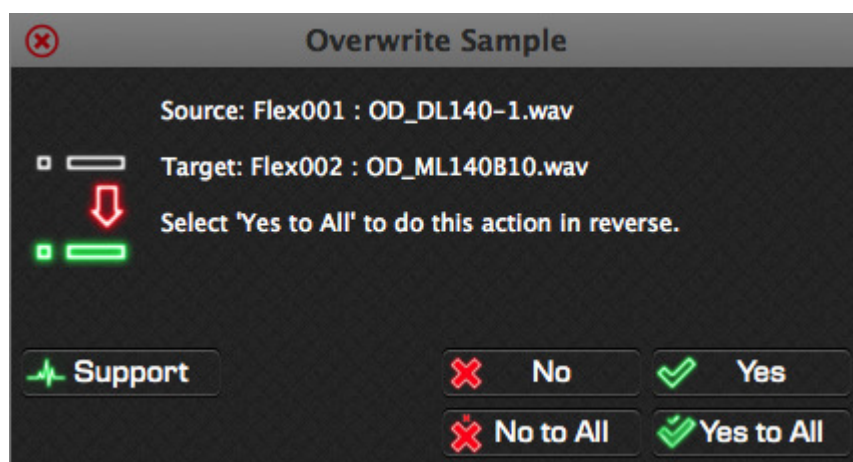 Overwrite Sample
Source: Flex001 : OD_DL140-1.wav
Target: Flex002 : OD_ML140B10.wav
Select 'Yes to All' to do this action in reverse.
Support
No
Yes
No to All
Yes to All